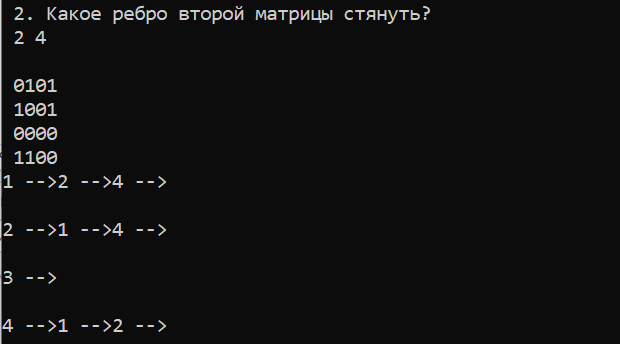 2. Какое ребро второй матрицы стянуть?
2 4
0101
1001
0000
1100
1 -->2 -->4 -->
2 -->1 -->4 -->
3 -->
4 -->1 -->2 -->